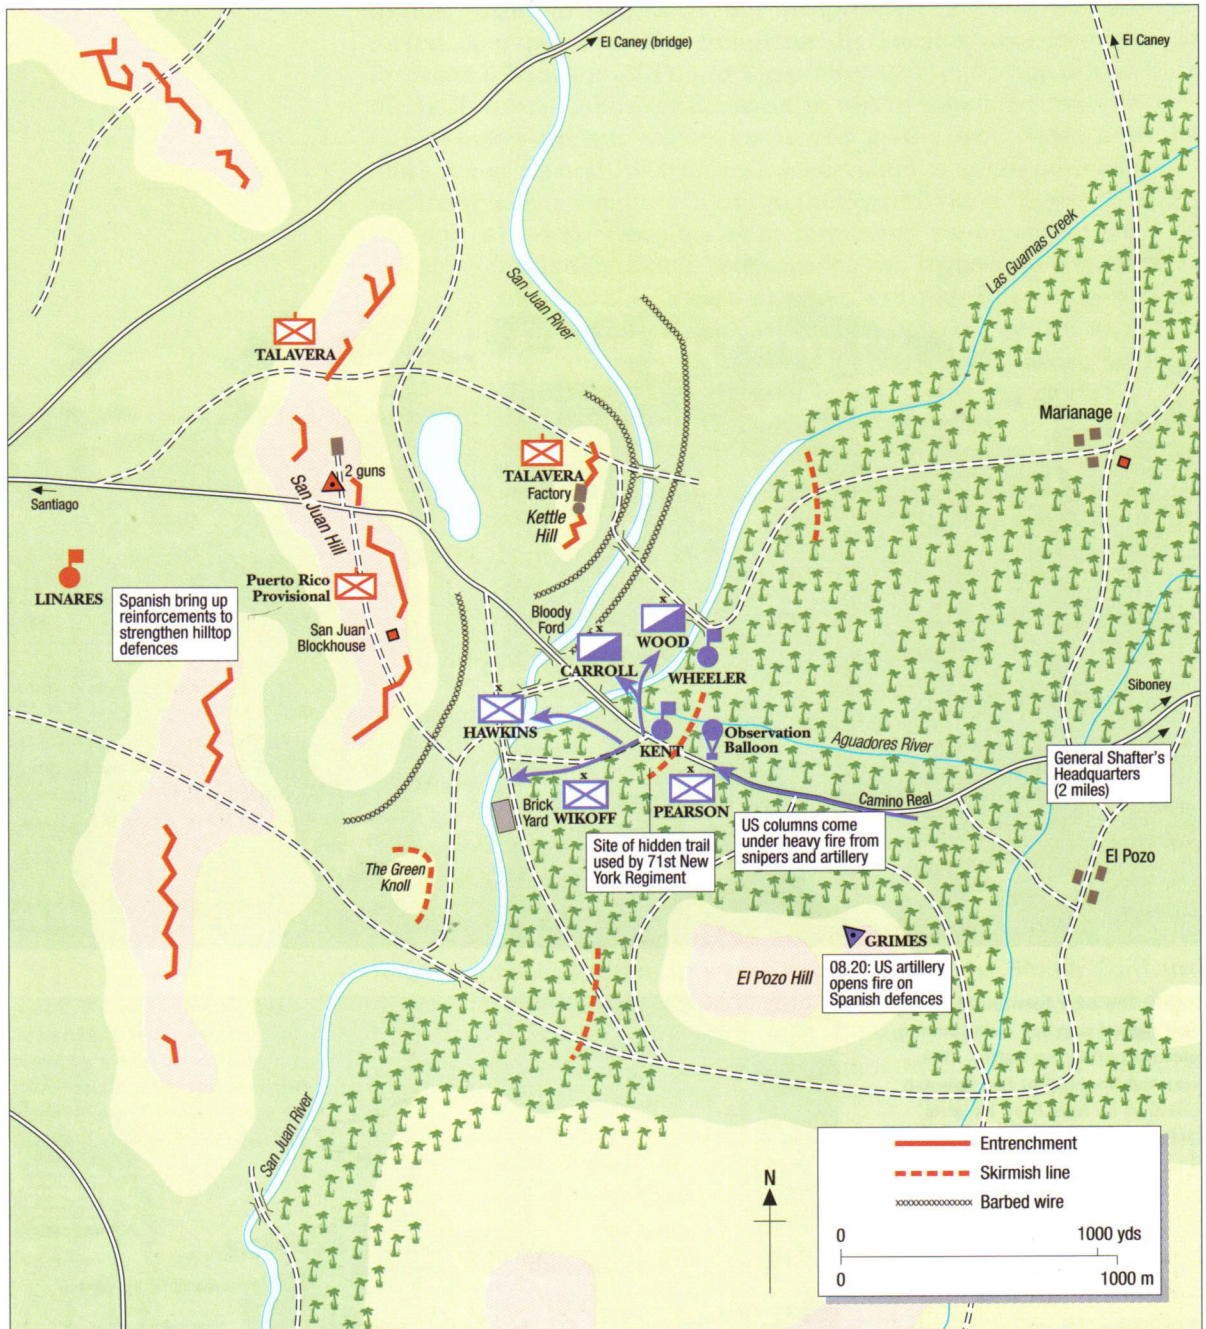 El Caney (bridge)
El Caney
Las Guamas Creek
San Juan River
TALAVERA
Marianage
2 guns
TALAVERA
Factory
Kettle
Hill
Santiago
San Juan Hill
LINARES
Puerto Rico
Provisional
Spanish bring up
reinforcements to
strengthen hilltop
defences
San Juan
Blockhouse
Bloody
Ford
x
WOOD
x
CARROLL
WHEELER
Siboney
x
HAWKINS
KENT
Observation
Balloon
Aguadores River
General Shafter's
Headquarters
(2 miles)
x
WIKOFF
x
PEARSON
Camino Real
Brick
Yard
US columns come
under heavy fire from
snipers and artillery
Site of hidden trail
used by 71st New
York Regiment
El Pozo
The Green
Knoll
GRIMES
El Pozo Hill
08.20: US artillery
opens fire on
Spanish defences
San Juan River
N
Entrenchment
Skirmish line
Barbed wire
0 1000 yds
0 1000 m